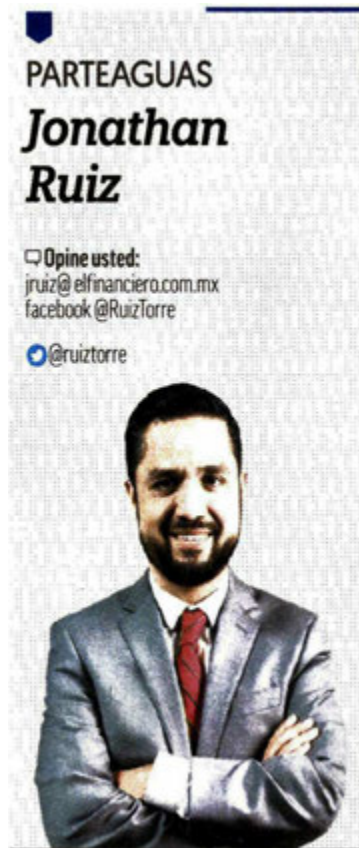 PARTEAGUAS
Jonathan
Ruiz
Opine usted:
jruiz@elfinanciero.com.mx
facebook @RuizTorre
@ruiztorre